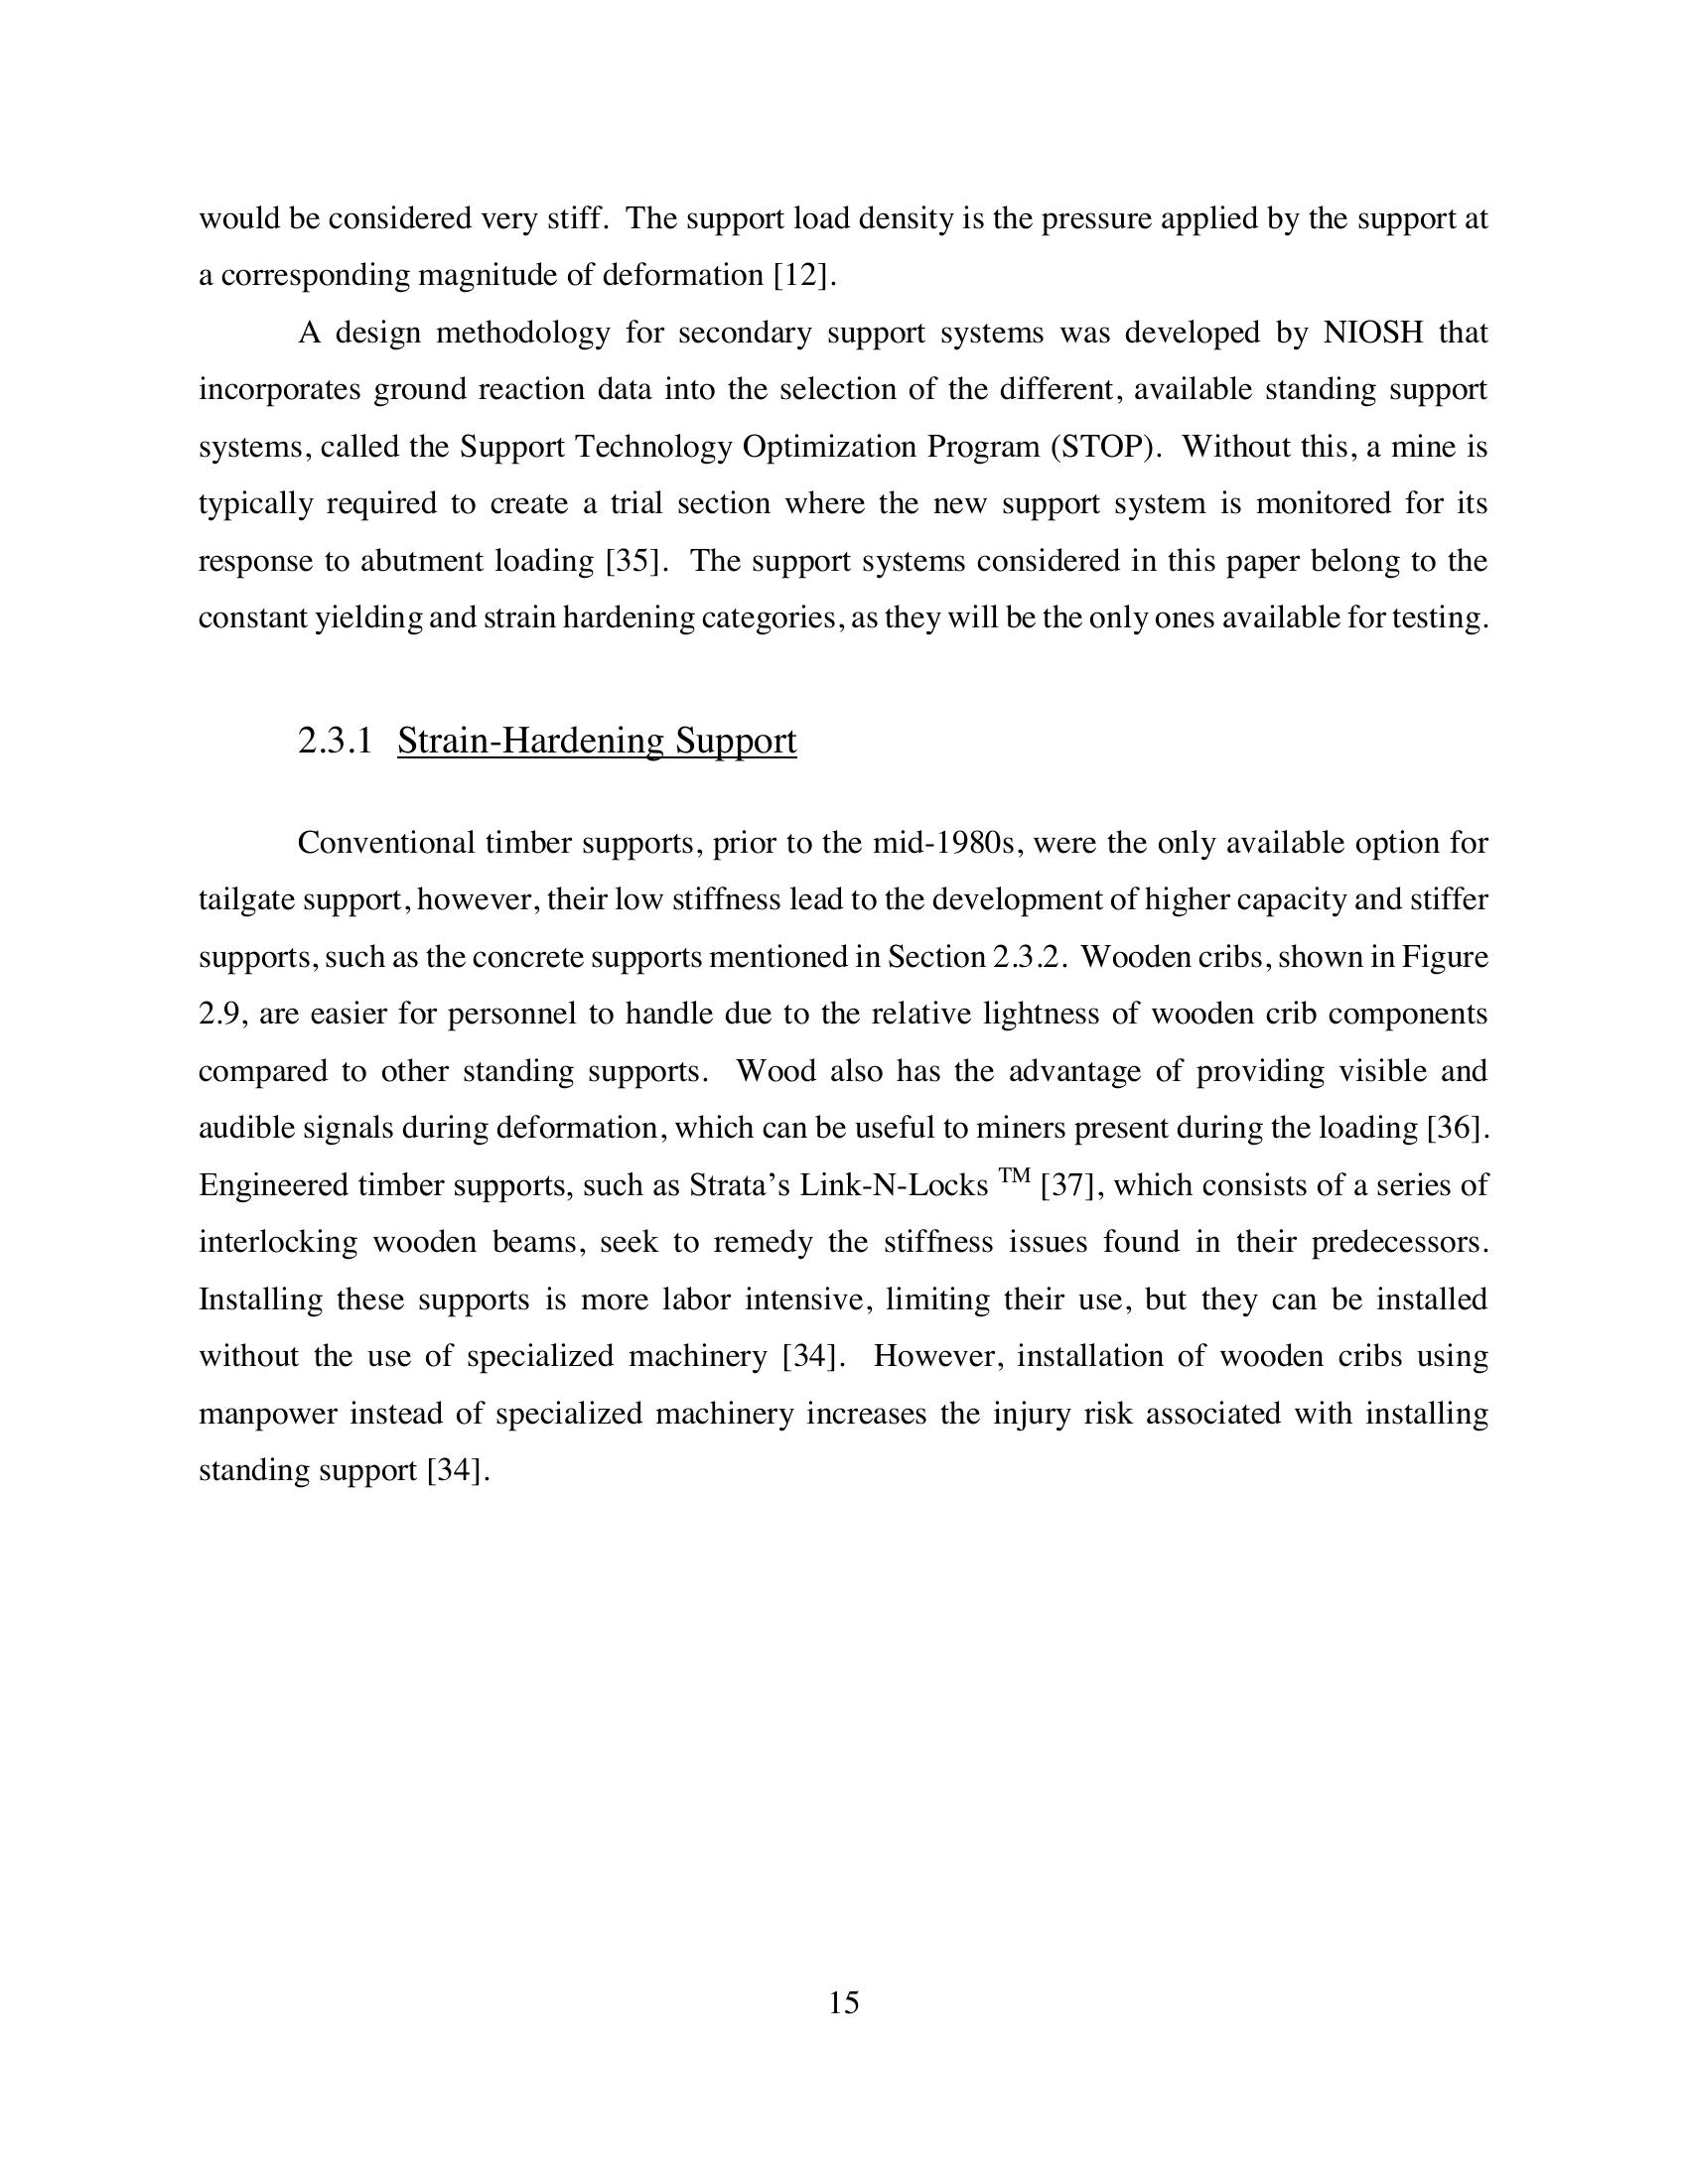 would be considered very stiff.  The support load density is the pressure applied by the support at
a corresponding magnitude of deformation [12].
A design methodology for secondary support systems was developed by NIOSH that
incorporates ground reaction data into the selection of the different, available standing support
systems, called the Support Technology Optimization Program (STOP).  Without this, a mine is
typically required to create a trial section where the new support system is monitored for its
response to abutment loading [35].  The support systems considered in this paper belong to the
constant yielding and strain hardening categories, as they will be the only ones available for testing.
2.3.1  Strain-Hardening Support
Conventional timber supports, prior to the mid-1980s, were the only available option for
tailgate support, however, their low stiffness lead to the development of higher capacity and stiffer
supports, such as the concrete supports mentioned in Section 2.3.2.  Wooden cribs, shown in Figure
2.9, are easier for personnel to handle due to the relative lightness of wooden crib components
compared to other standing supports.  Wood also has the advantage of providing visible and
audible signals during deformation, which can be useful to miners present during the loading [36].
Engineered timber supports, such as Strata’s Link-N-Locks ™ [37], which consists of a series of
interlocking wooden beams, seek to remedy the stiffness issues found in their predecessors.
Installing these supports is more labor intensive, limiting their use, but they can be installed
without the use of specialized machinery [34].  However, installation of wooden cribs using
manpower instead of specialized machinery increases the injury risk associated with installing
standing support [34].
15